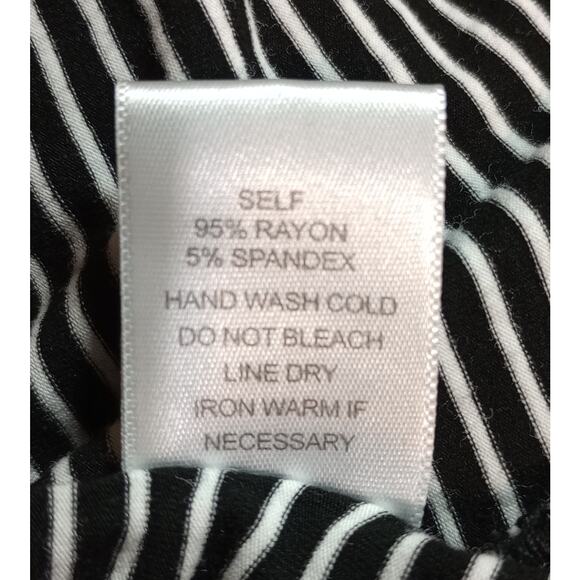 SELF
95% RAYON
5% SPANDEX
HAND WASH COLD
DO NOT BLEACH
LINE DRY
IRON WARM IF
NECESSARY